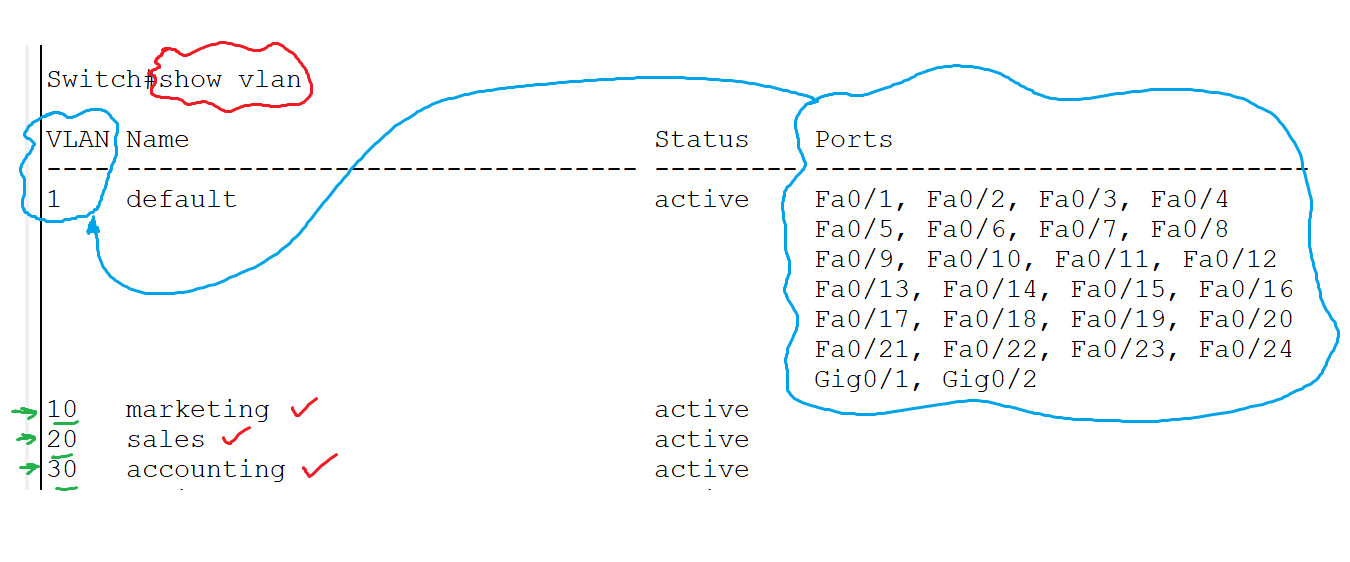 Switch#show vlan
VLAN Name Status Ports
---- -------------------------------- --------- -------------------------------
1 default active Fa0/1, Fa0/2, Fa0/3, Fa0/4
Fa0/5, Fa0/6, Fa0/7, Fa0/8
Fa0/9, Fa0/10, Fa0/11, Fa0/12
Fa0/13, Fa0/14, Fa0/15, Fa0/16
Fa0/17, Fa0/18, Fa0/19, Fa0/20
Fa0/21, Fa0/22, Fa0/23, Fa0/24
Gig0/1, Gig0/2
10 marketing active
20 sales active
30 accounting active